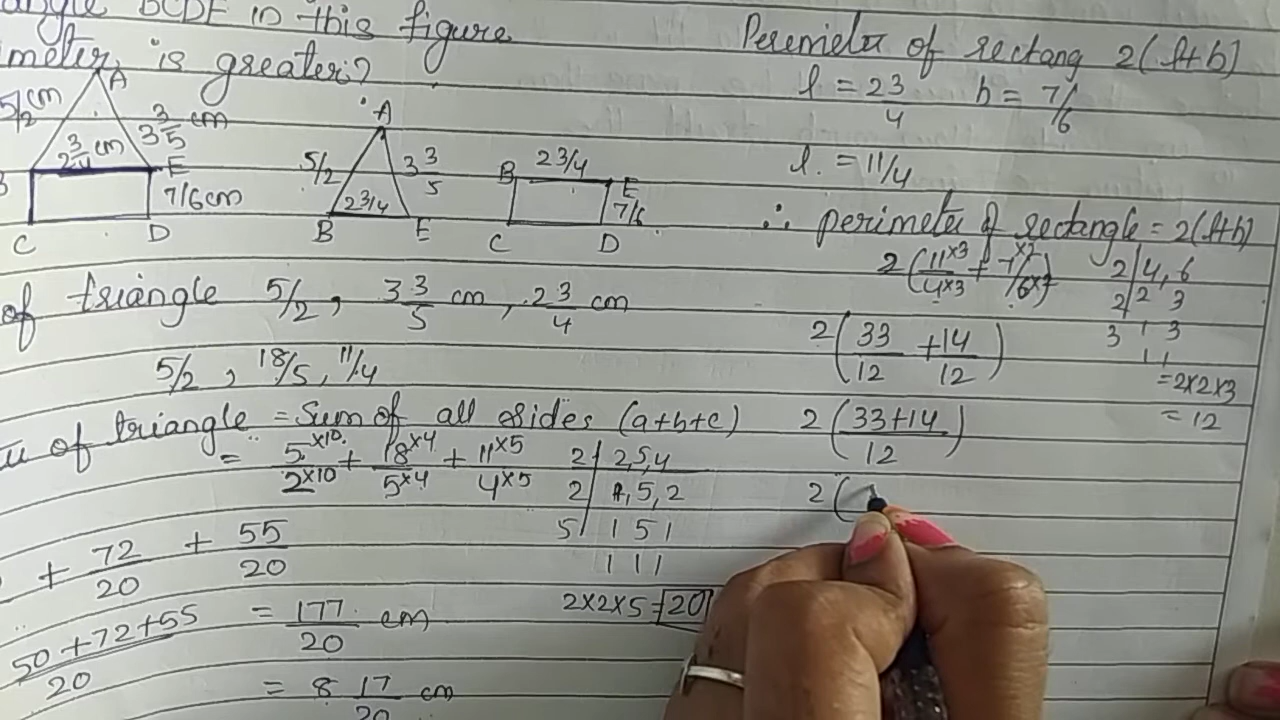 angle BCDE in this figure
meter, is greater?
A
5/2 cm
3 3/5 cm
2 3/4 cm
E
7/6 cm
C D
A
5/2
3 3/5
2 3/4
B E
2 3/4
B E
7/6
C D
of triangle 5/2, 3 3/5 cm, 2 3/4 cm
5/2, 18/5, 11/4
of triangle = Sum of all sides (a+b+c)
= 5×10/2×10 + 18×4/5×4 + 11×5/4×5
2 | 2,5,4
2 | 1,5,2
5 | 1 5 1
1 1 1
2×2×5=20
+ 72/20 + 55/20
50+72+55/20 = 177/20 cm
= 8 17/20 cm
Peremieter of rectang 2(l+b)
l = 2 3/4 b = 7/6
l. = 11/4
∴ perimeter of rectangle = 2(l+b)
2(11×3/4×3 + 7×2/6×2)
2 | 4, 6
2 | 2 3
3 1 3
1 1
= 2×2×3
= 12
2(33/12 + 14/12)
2(33+14/12)
2(